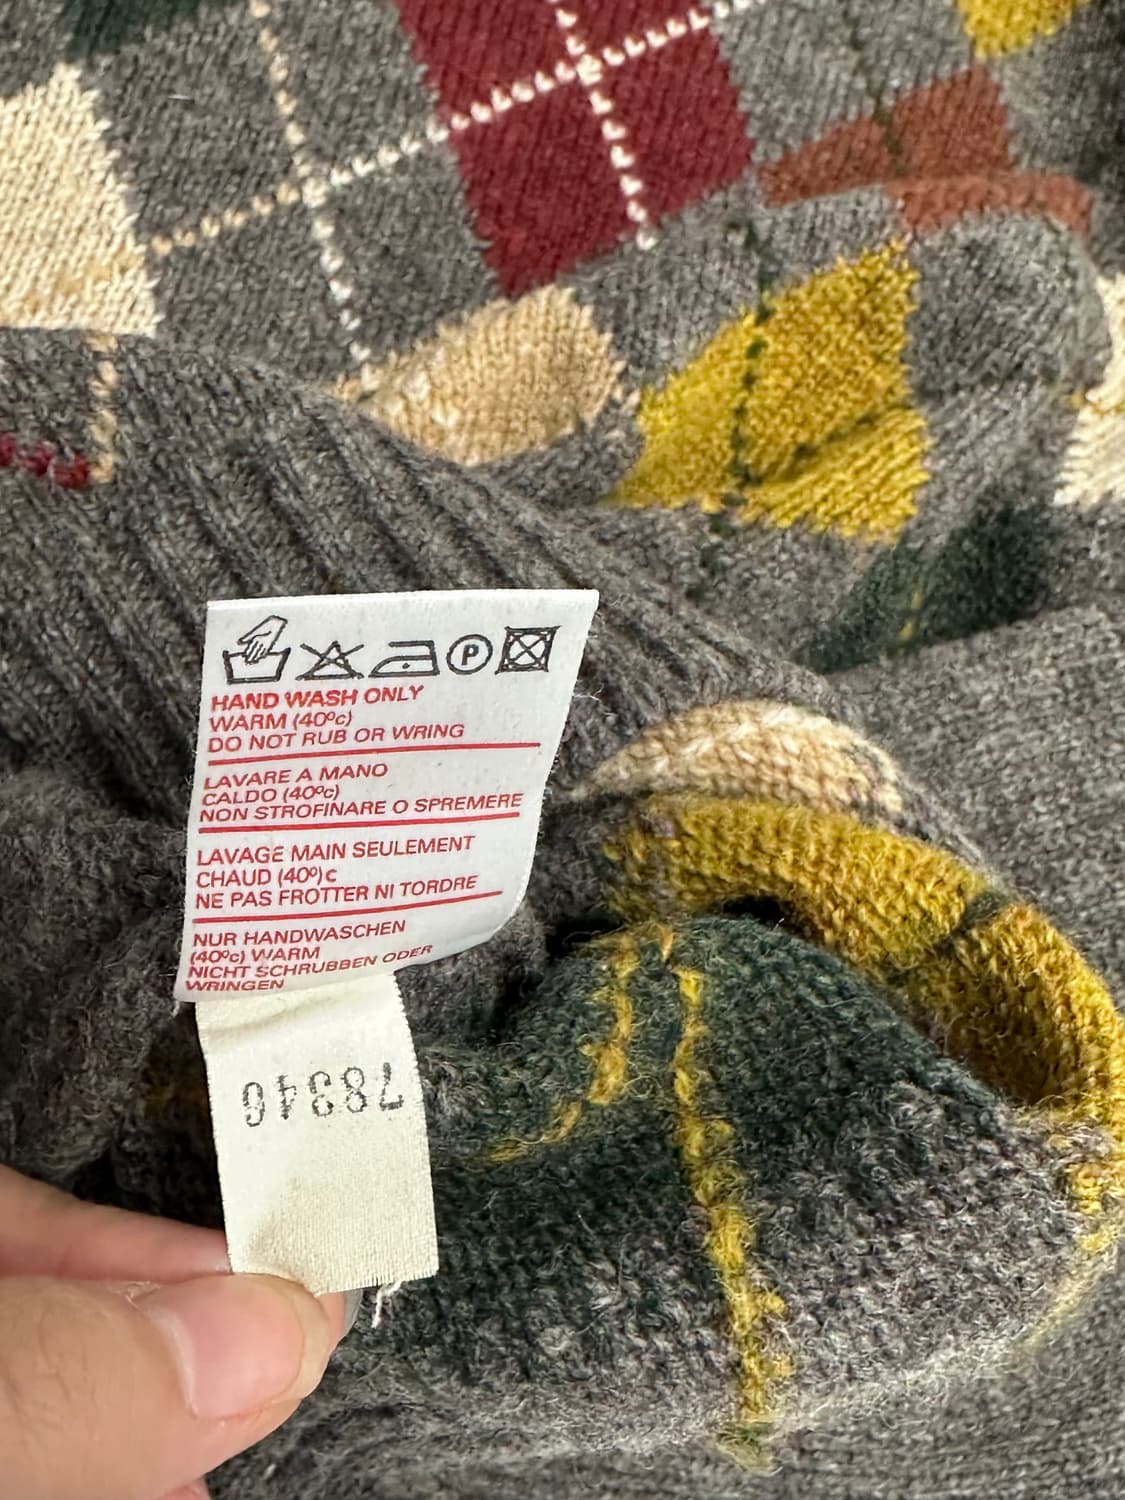 P
HAND WASH ONLY
WARM (40ºc)
DO NOT RUB OR WRING
LAVARE A MANO
CALDO (40ºc)
NON STROFINARE O SPREMERE
LAVAGE MAIN SEULEMENT
CHAUD (40º)c
NE PAS FROTTER NI TORDRE
NUR HANDWASCHEN
(40ºc) WARM
NICHT SCHRUBBEN ODER
WRINGEN
78346